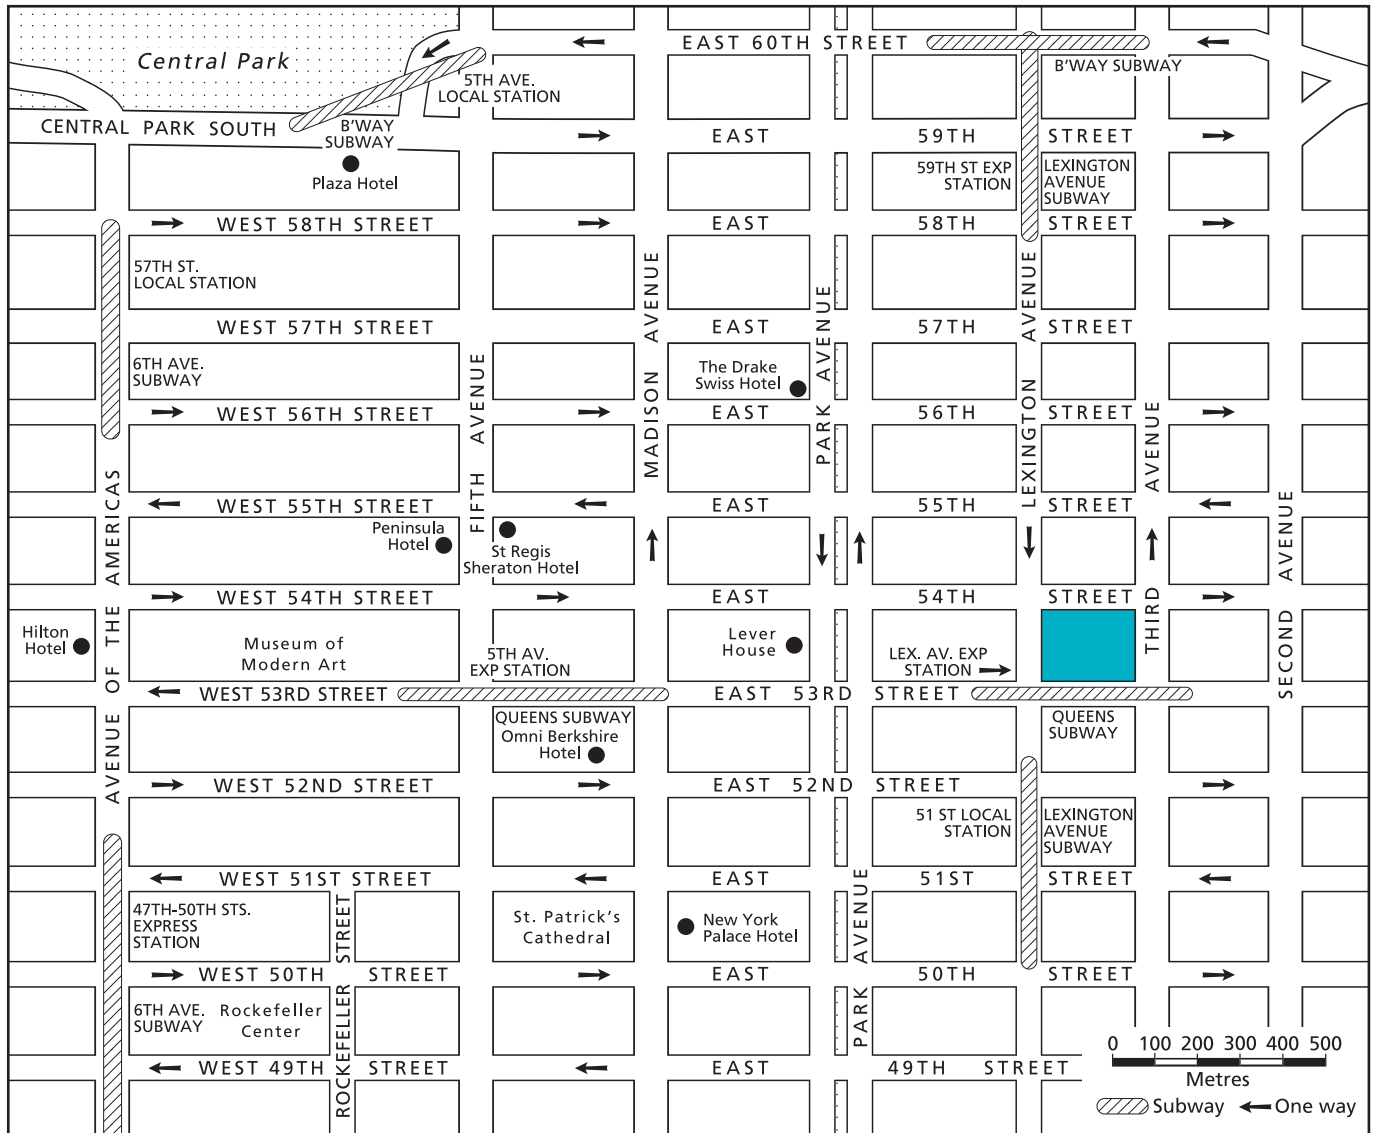 EAST 60TH STREET
Central Park
B'WAY SUBWAY
5TH AVE.
LOCAL STATION
CENTRAL PARK SOUTH
B'WAY
SUBWAY
EAST 59TH STREET
Plaza Hotel
59TH ST EXP
STATION
LEXINGTON
AVENUE
SUBWAY
WEST 58TH STREET
EAST 58TH STREET
57TH ST.
LOCAL STATION
MADISON AVENUE
PARK AVENUE
LEXINGTON AVENUE
WEST 57TH STREET
EAST 57TH STREET
6TH AVE.
SUBWAY
FIFTH AVENUE
The Drake
Swiss Hotel
WEST 56TH STREET
EAST 56TH STREET
THIRD AVENUE
AVENUE OF THE AMERICAS
WEST 55TH STREET
EAST 55TH STREET
SECOND AVENUE
Peninsula
Hotel
St Regis
Sheraton Hotel
WEST 54TH STREET
EAST 54TH STREET
Hilton
Hotel
Museum of
Modern Art
5TH AV.
EXP STATION
Lever
House
LEX. AV. EXP
STATION
WEST 53RD STREET
EAST 53RD STREET
QUEENS SUBWAY
Omni Berkshire
Hotel
QUEENS
SUBWAY
WEST 52ND STREET
EAST 52ND STREET
51 ST LOCAL
STATION
LEXINGTON
AVENUE
SUBWAY
WEST 51ST STREET
EAST 51ST STREET
47TH-50TH STS.
EXPRESS
STATION
ROCKEFELLER STREET
St. Patrick's
Cathedral
New York
Palace Hotel
PARK AVENUE
WEST 50TH STREET
EAST 50TH STREET
6TH AVE.
SUBWAY
Rockefeller
Center
WEST 49TH STREET
EAST 49TH STREET
0 100 200 300 400 500
Metres
Subway
One way